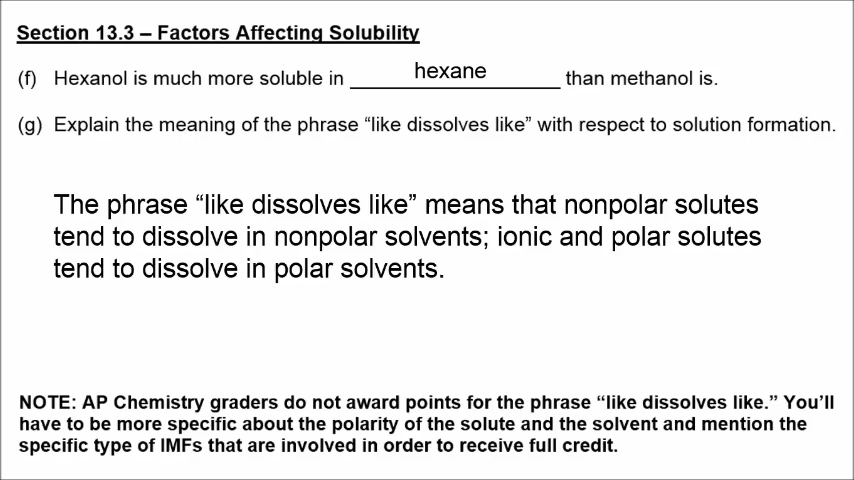 Section 13.3 – Factors Affecting Solubility
(f) Hexanol is much more soluble in hexane than methanol is.
(g) Explain the meaning of the phrase “like dissolves like” with respect to solution formation.
The phrase “like dissolves like” means that nonpolar solutes
tend to dissolve in nonpolar solvents; ionic and polar solutes
tend to dissolve in polar solvents.
NOTE: AP Chemistry graders do not award points for the phrase “like dissolves like.” You’ll
have to be more specific about the polarity of the solute and the solvent and mention the
specific type of IMFs that are involved in order to receive full credit.